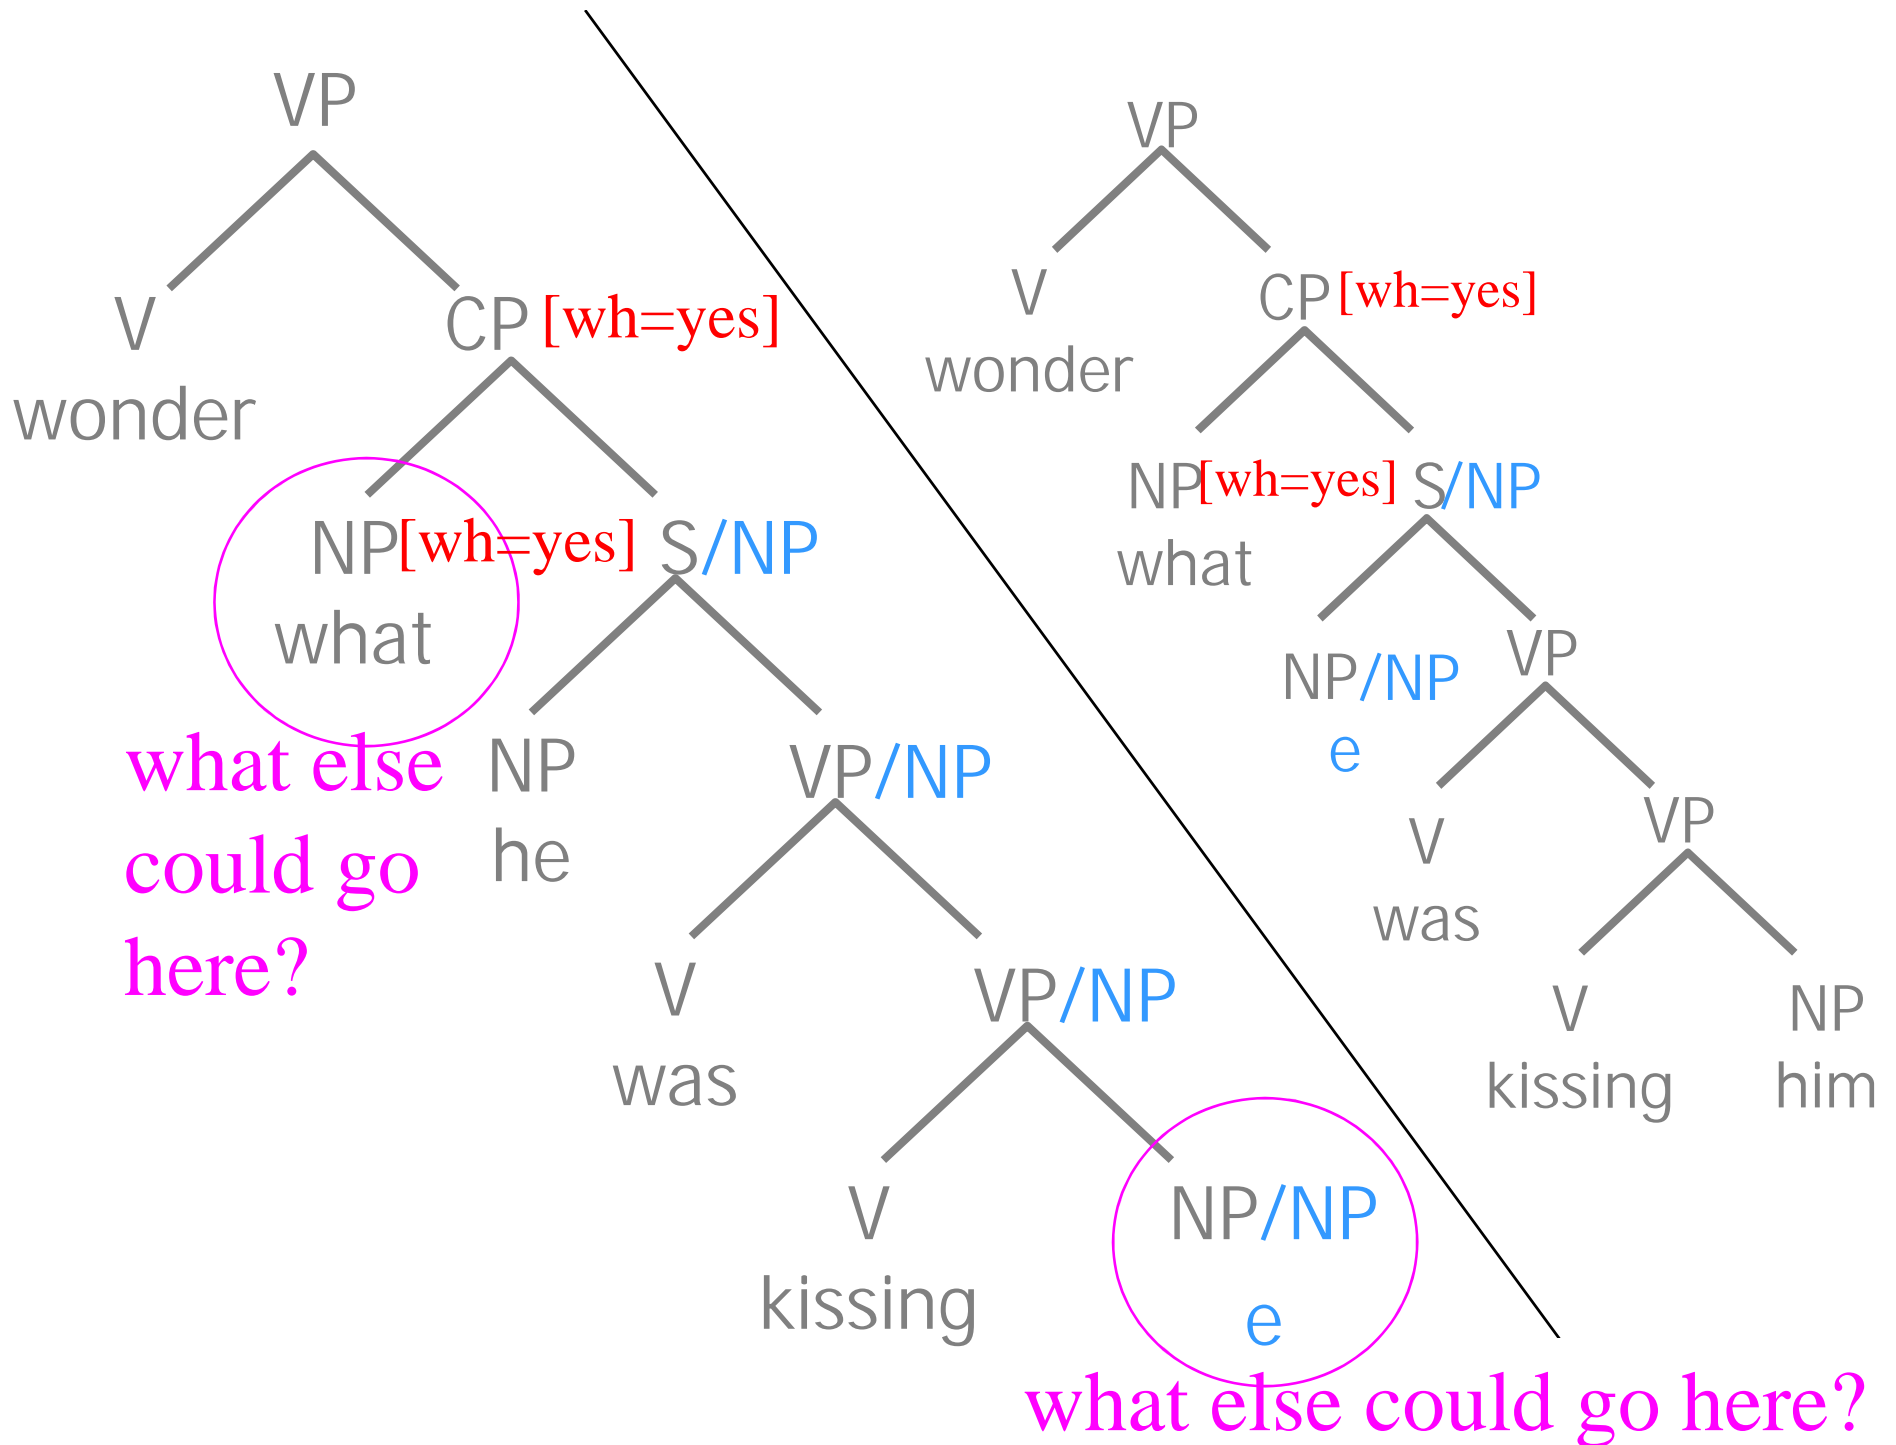 VP
V
CP [wh=yes]
wonder
NP[wh=yes] S/NP
what
what else
could go
here?
NP
VP/NP
he
V
VP/NP
was
V
NP/NP
kissing
e
what else could go here?
VP
V
CP [wh=yes]
wonder
NP[wh=yes] S/NP
what
NP/NP
VP
e
V
VP
was
V
NP
kissing
him